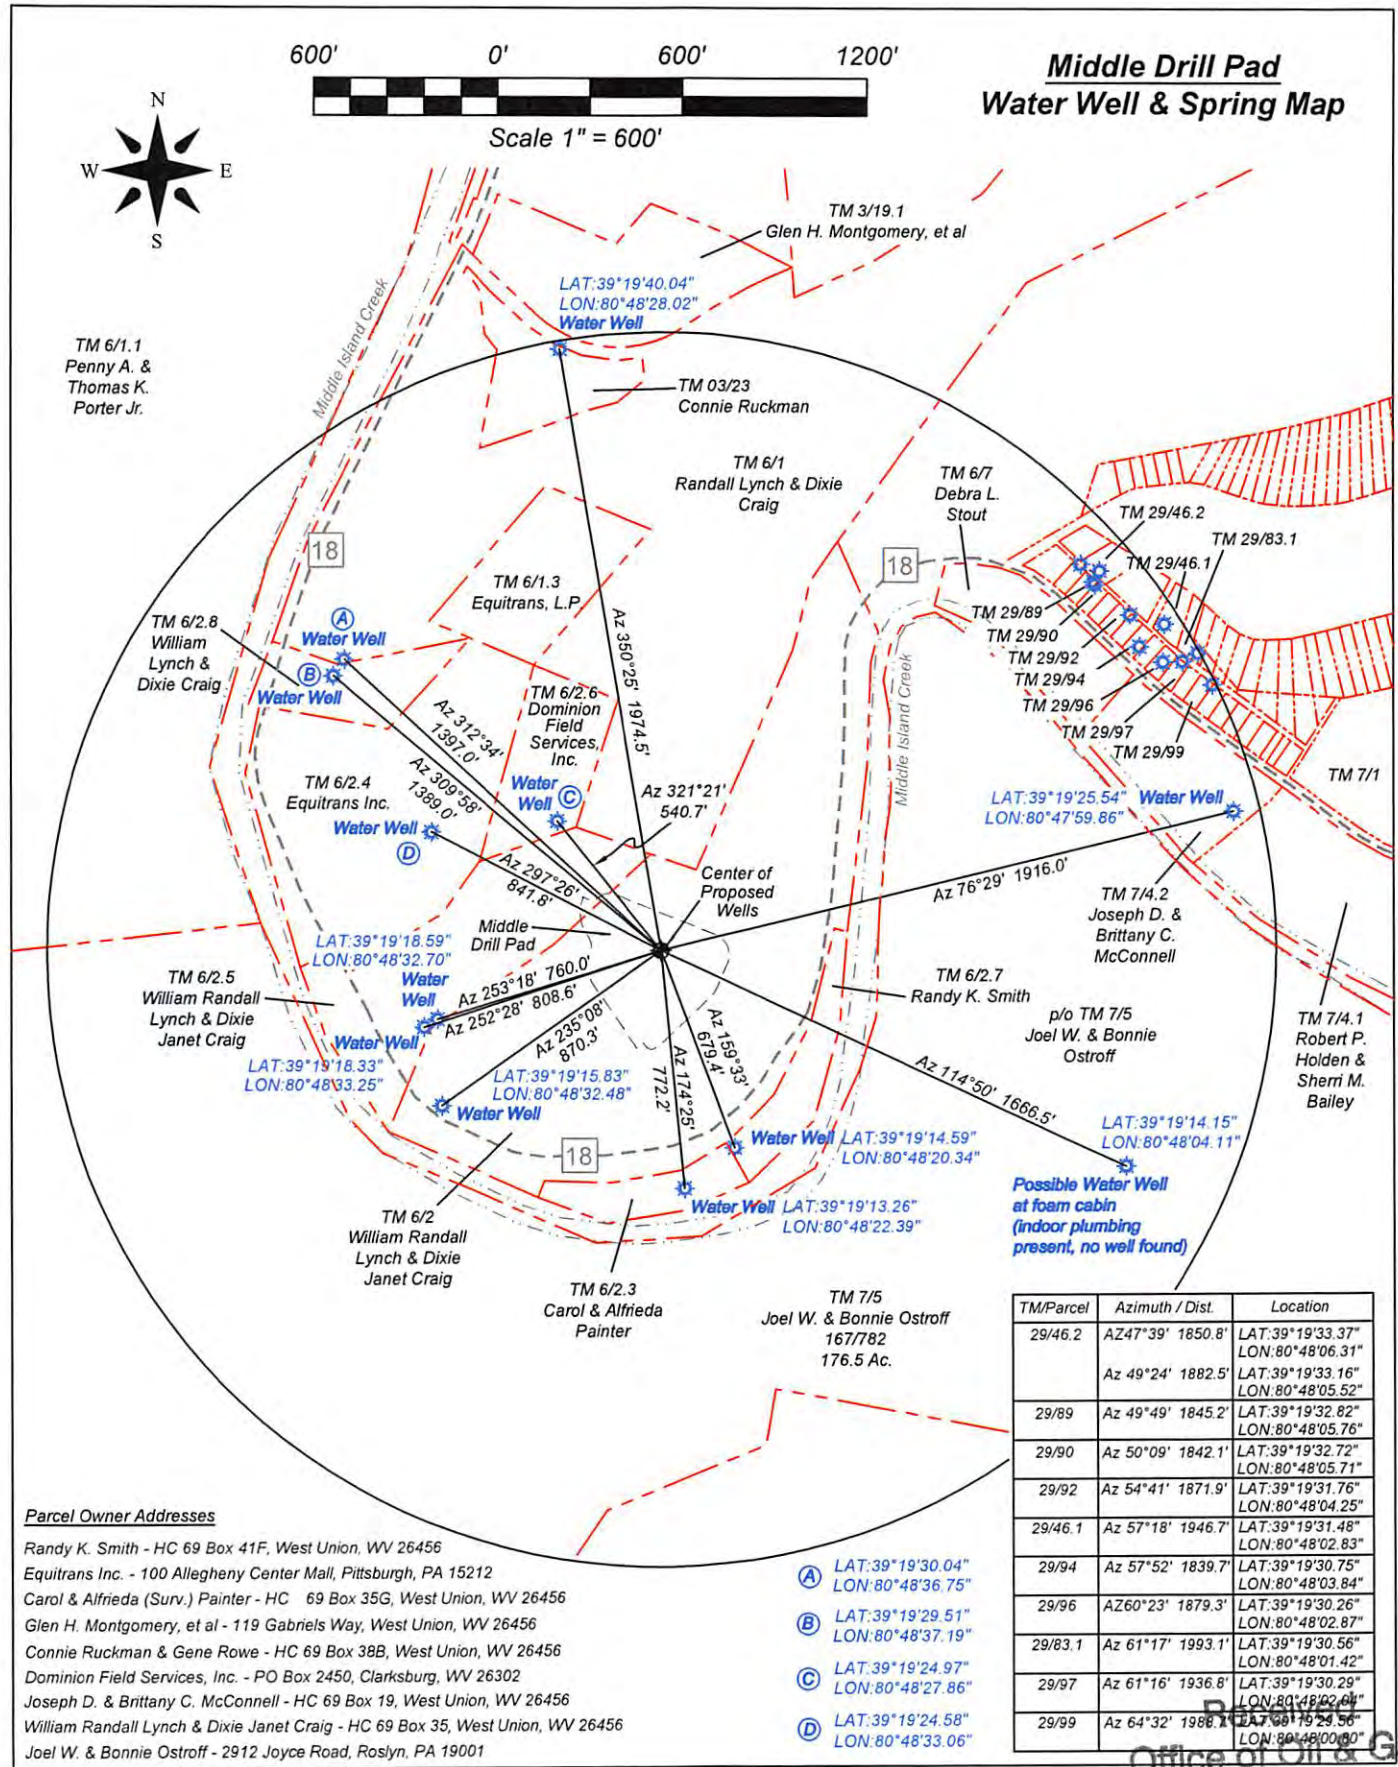 600' 0' 600' 1200'
Scale 1" = 600'
Middle Drill Pad
Water Well & Spring Map
N
W E
S
TM 3/19.1
Glen H. Montgomery, et al
LAT:39°19'40.04"
LON:80°48'28.02"
Water Well
Middle Island Creek
TM 6/1.1
Penny A. &
Thomas K.
Porter Jr.
TM 03/23
Connie Ruckman
TM 6/1
Randall Lynch & Dixie
Craig
TM 6/7
Debra L.
Stout
18
18
TM 29/46.2
TM 29/83.1
TM 29/46.1
TM 29/89
TM 29/90
TM 29/92
TM 29/94
TM 29/96
TM 29/97
TM 29/99
TM 7/1
TM 6/1.3
Equitrans, L.P.
Az 350°25' 1974.5'
TM 6/2.8
William
Lynch &
Dixie Craig
A
Water Well
B
Water Well
Az 312°34'
1397.0'
Az 309°58'
1389.0'
TM 6/2.6
Dominion
Field
Services,
Inc.
Water
Well
C
Az 321°21'
540.7'
Middle Island Creek
TM 6/2.4
Equitrans Inc.
Water Well
D
Az 297°26'
841.8'
LAT:39°19'25.54"
LON:80°47'59.86"
Water Well
Az 76°29' 1916.0'
Center of
Proposed
Wells
Middle
Drill Pad
TM 7/4.2
Joseph D. &
Brittany C.
McConnell
LAT:39°19'18.59"
LON:80°48'32.70"
Water
Well
Az 253°18' 760.0'
Az 252°28' 808.6'
Water Well
LAT:39°19'18.33"
LON:80°48'33.25"
TM 6/2.5
William Randall
Lynch & Dixie
Janet Craig
Az 235°08'
870.3'
LAT:39°19'15.83"
LON:80°48'32.48"
Water Well
Az 159°33'
679.4'
Az 174°25'
772.2'
TM 6/2.7
Randy K. Smith
p/o TM 7/5
Joel W. & Bonnie
Ostroff
TM 7/4.1
Robert P.
Holden &
Sherri M.
Bailey
Az 114°50' 1666.5'
LAT:39°19'14.15"
LON:80°48'04.11"
Possible Water Well
at foam cabin
(indoor plumbing
present, no well found)
Water Well LAT:39°19'14.59"
LON:80°48'20.34"
18
Water Well LAT:39°19'13.26"
LON:80°48'22.39"
TM 6/2
William Randall
Lynch & Dixie
Janet Craig
TM 6/2.3
Carol & Alfrieda
Painter
TM 7/5
Joel W. & Bonnie Ostroff
167/782
176.5 Ac.
TM/Parcel Azimuth / Dist. Location
29/46.2 AZ47°39' 1850.8' LAT:39°19'33.37"
LON:80°48'06.31"
Az 49°24' 1882.5' LAT:39°19'33.16"
LON:80°48'05.52"
29/89 Az 49°49' 1845.2' LAT:39°19'32.82"
LON:80°48'05.76"
29/90 Az 50°09' 1842.1' LAT:39°19'32.72"
LON:80°48'05.71"
29/92 Az 54°41' 1871.9' LAT:39°19'31.76"
LON:80°48'04.25"
29/46.1 Az 57°18' 1946.7' LAT:39°19'31.48"
LON:80°48'02.83"
29/94 Az 57°52' 1839.7' LAT:39°19'30.75"
LON:80°48'03.84"
29/96 AZ60°23' 1879.3' LAT:39°19'30.26"
LON:80°48'02.87"
29/83.1 Az 61°17' 1993.1' LAT:39°19'30.56"
LON:80°48'01.42"
29/97 Az 61°16' 1936.8' LAT:39°19'30.29"
LON:80°48'02.04"
29/99 Az 64°32' LAT:39°19'29.56"
LON:80°48'00.80"
Received
Office of Oil & G
Parcel Owner Addresses
Randy K. Smith - HC 69 Box 41F, West Union, WV 26456
Equitrans Inc. - 100 Allegheny Center Mall, Pittsburgh, PA 15212
Carol & Alfrieda (Surv.) Painter - HC 69 Box 35G, West Union, WV 26456
Glen H. Montgomery, et al - 119 Gabriels Way, West Union, WV 26456
Connie Ruckman & Gene Rowe - HC 69 Box 38B, West Union, WV 26456
Dominion Field Services, Inc. - PO Box 2450, Clarksburg, WV 26302
Joseph D. & Brittany C. McConnell - HC 69 Box 19, West Union, WV 26456
William Randall Lynch & Dixie Janet Craig - HC 69 Box 35, West Union, WV 26456
Joel W. & Bonnie Ostroff - 2912 Joyce Road, Roslyn, PA 19001
A LAT:39°19'30.04"
LON:80°48'36.75"
B LAT:39°19'29.51"
LON:80°48'37.19"
C LAT:39°19'24.97"
LON:80°48'27.86"
D LAT:39°19'24.58"
LON:80°48'33.06"